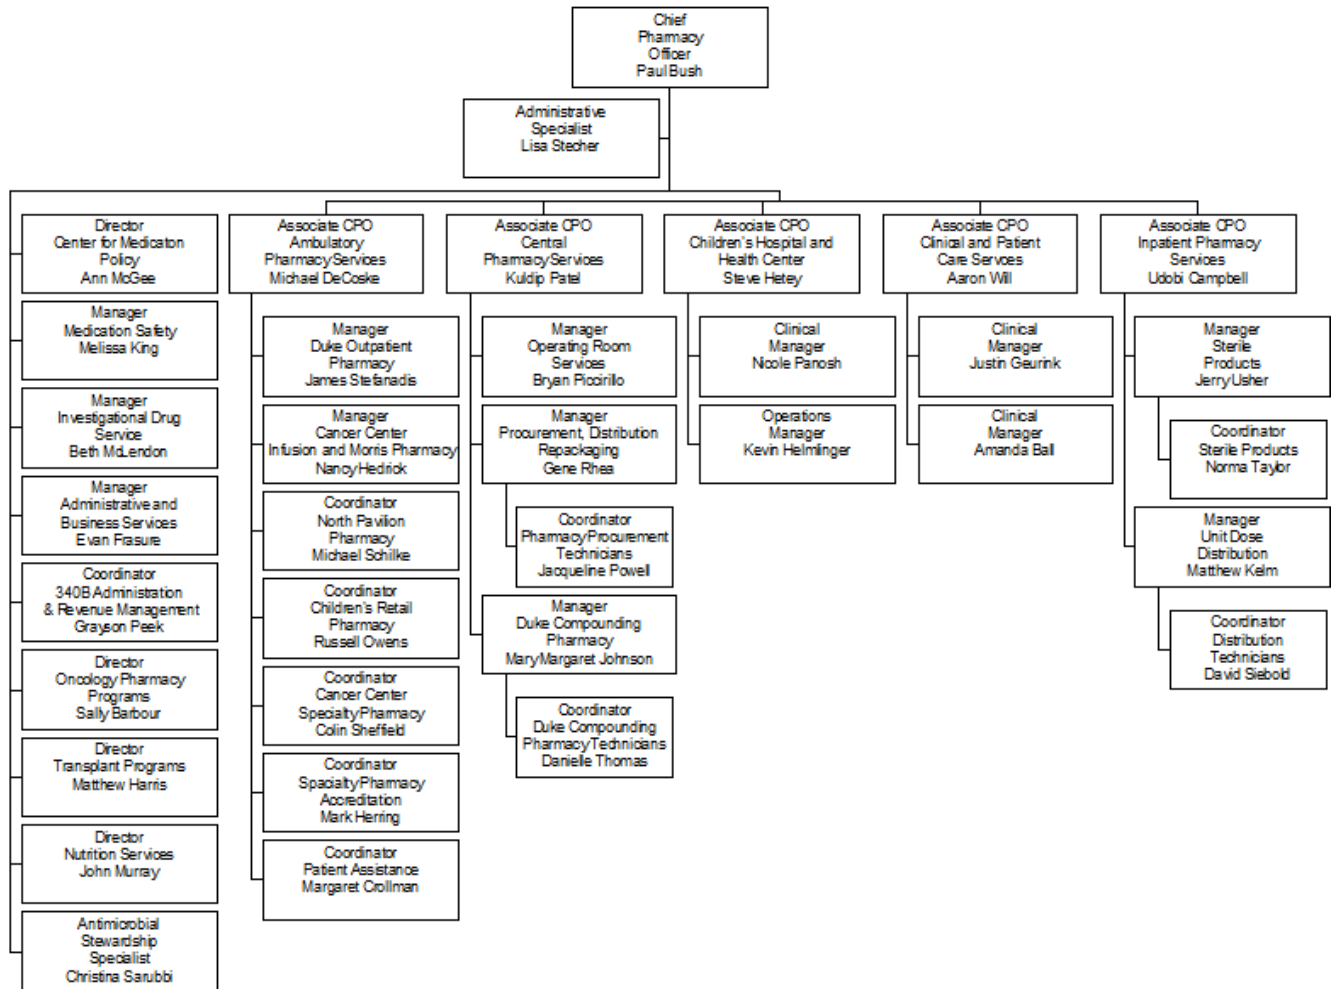 Chief
Pharmacy
Officer
Paul Bush
Administrative
Specialist
Lisa Stecher
Director
Center for Medicaton
Policy
Ann McGee
Manager
Medication Safety
Melissa King
Manager
Investigational Drug
Service
Beth McLendon
Manager
Administrative and
Business Services
Evan Frasure
Coordinator
340B Administration
& Revenue Management
Grayson Peek
Director
Oncology Pharmacy
Programs
Sally Barbour
Director
Transplant Programs
Matthew Harris
Director
Nutrition Services
John Murray
Antimicrobial
Stewardship
Specialist
Christina Sarubbi
Associate CPO
Ambulatory
Pharmacy Services
Michael DeCoske
Manager
Duke Outpatient
Pharmacy
James Stefanadis
Manager
Cancer Center
Infusion and Morris Pharmacy
Nancy Hedrick
Coordinator
North Pavilion
Pharmacy
Michael Schilke
Coordinator
Children's Retail
Pharmacy
Russell Owens
Coordinator
Cancer Center
Specialty Pharmacy
Colin Sheffield
Coordinator
Spacialty Pharmacy
Accreditation
Mark Herring
Coordinator
Patient Assistance
Margaret Crollman
Associate CPO
Central
Pharmacy Services
Kuldip Patel
Manager
Operating Room
Services
Bryan Piccirillo
Manager
Procurement, Distribution
Repackaging
Gene Rhea
Coordinator
Pharmacy Procurement
Technicians
Jacqueline Powell
Manager
Duke Compounding
Pharmacy
Mary Margaret Johnson
Coordinator
Duke Compounding
Pharmacy Technicians
Danielle Thomas
Associate CPO
Children's Hospital and
Health Center
Steve Hetey
Clinical
Manager
Nicole Panosh
Operations
Manager
Kevin Helmlinger
Associate CPO
Clinical and Patient
Care Servces
Aaron Will
Clinical
Manager
Justin Geurink
Clinical
Manager
Amanda Ball
Associate CPO
Inpatient Pharmacy
Services
Udobi Campbell
Manager
Sterile
Products
Jerry Usher
Coordinator
Sterile Products
Norma Taylor
Manager
Unit Dose
Distribution
Matthew Kelm
Coordinator
Distribution
Technicians
David Siebold